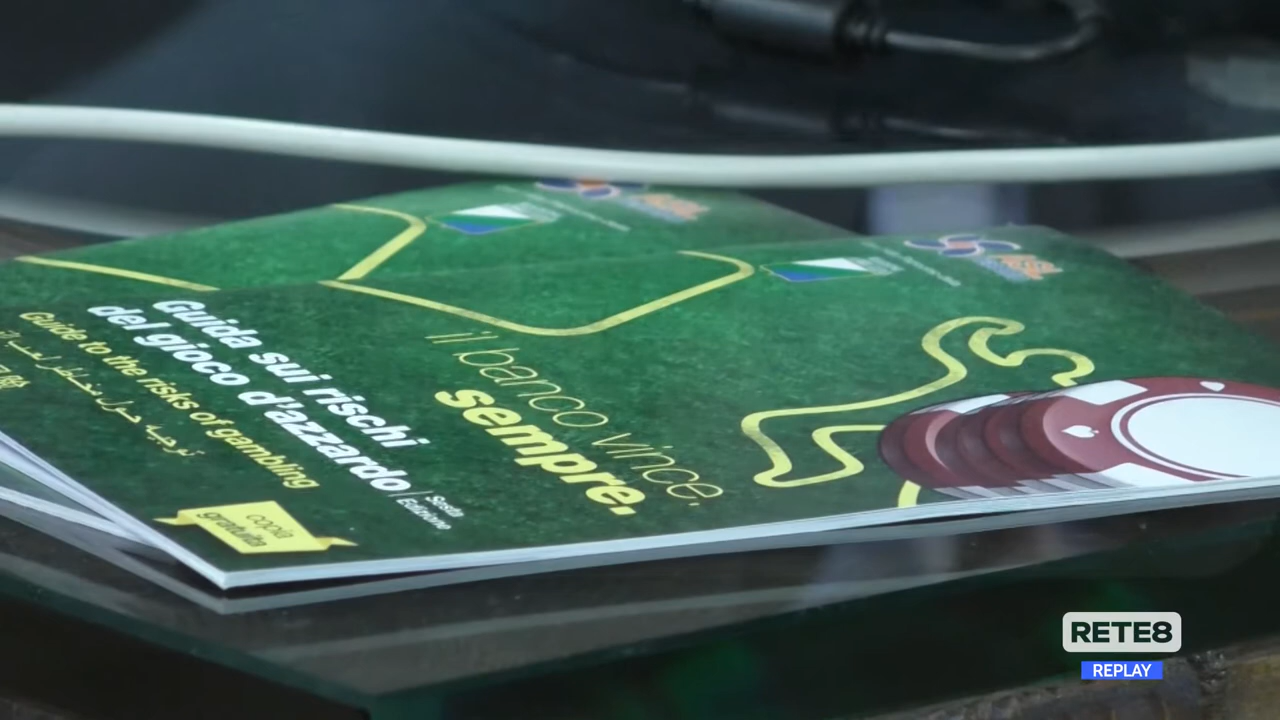 il banco vince,
sempre.
Guida sui rischi
del gioco d'azzardo
Sesta
Edizione
Guide to the risks of gambling
copia
gratuita
ASL
RETE8
REPLAY